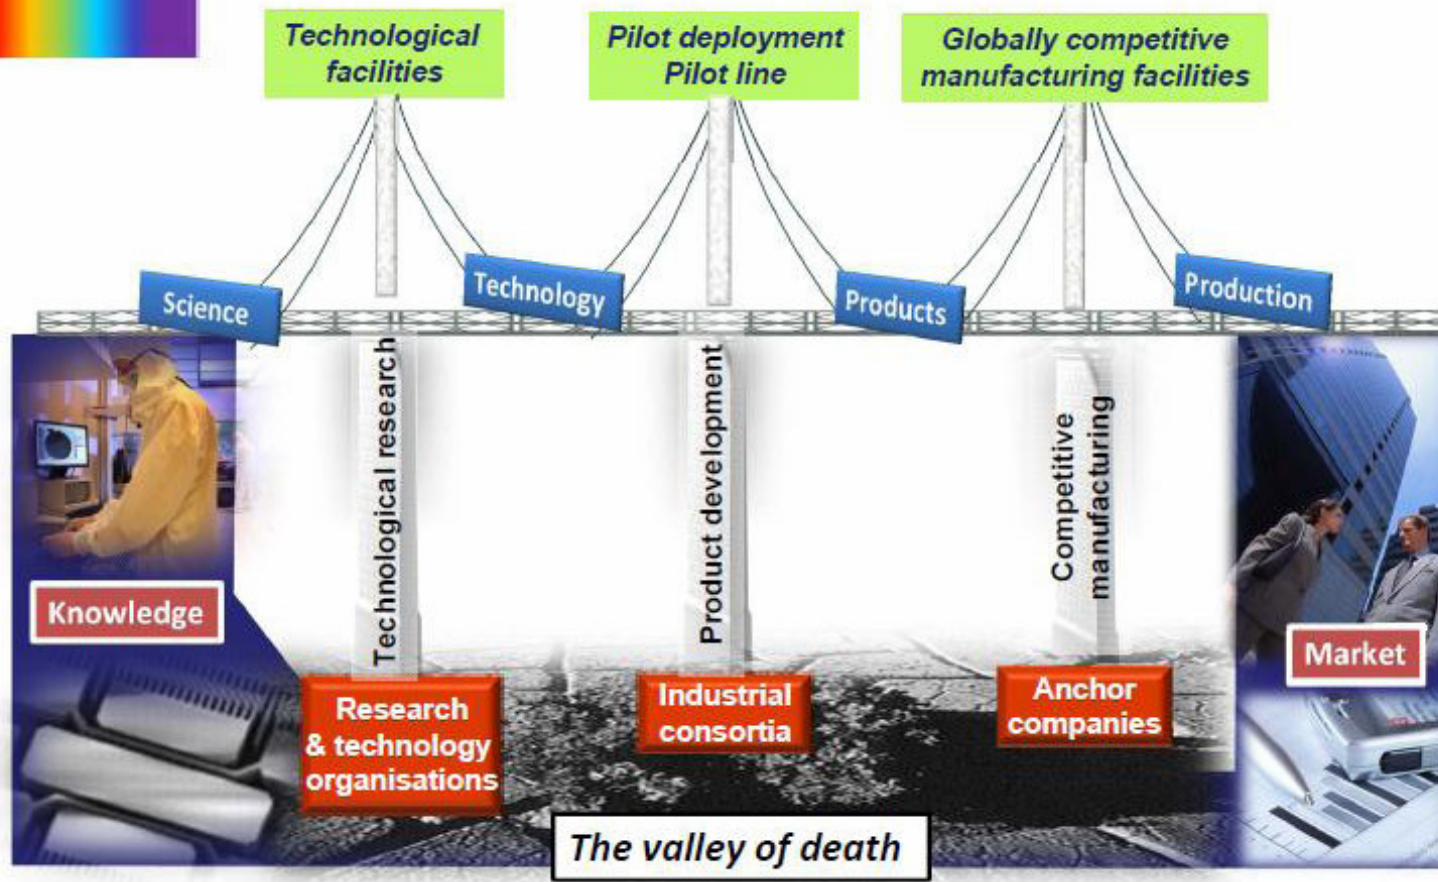 Technological
facilities
Pilot deployment
Pilot line
Globally competitive
manufacturing facilities
Science
Technology
Products
Production
Technological research
Product development
Competitive
manufacturing
Knowledge
Market
Research
& technology
organisations
Industrial
consortia
Anchor
companies
The valley of death